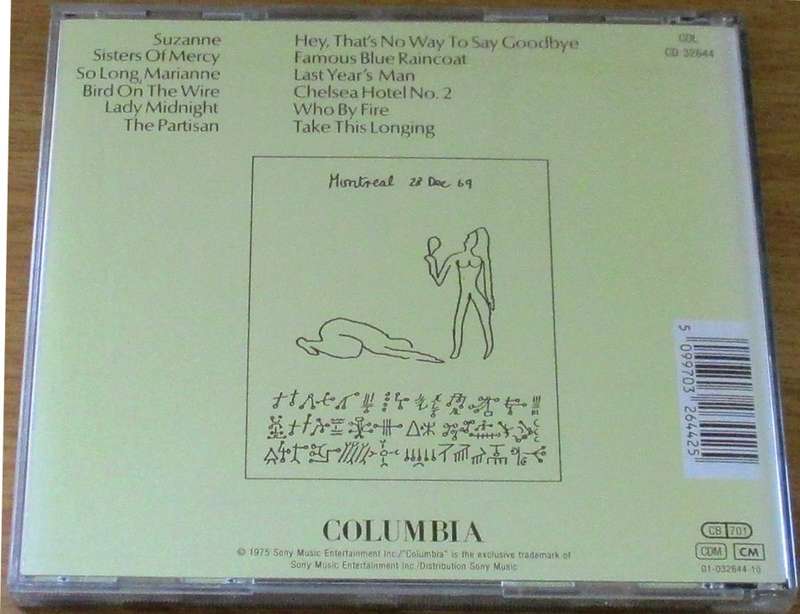 Suzanne
Sisters Of Mercy
So Long, Marianne
Bird On The Wire
Lady Midnight
The Partisan
Hey, That's No Way To Say Goodbye
Famous Blue Raincoat
Last Year's Man
Chelsea Hotel No. 2
Who By Fire
Take This Longing
COL
CD 32644
Montreal 28 Dec 69
5 099703 264425
COLUMBIA
© 1975 Sony Music Entertainment Inc./"Columbia" is the exclusive trademark of
Sony Music Entertainment Inc./Distribution Sony Music
CB 701
CDM CM
01-032644-10